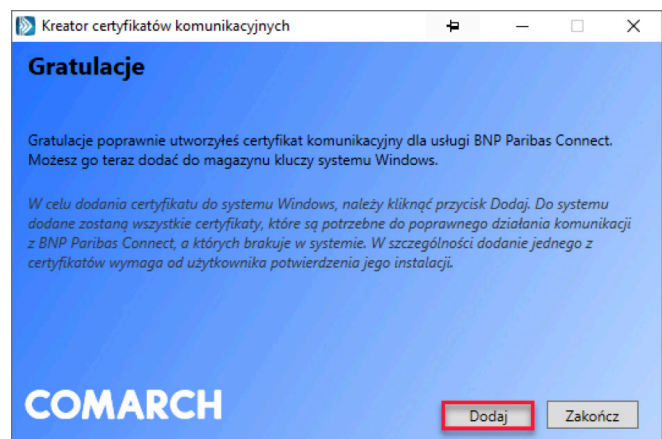 Kreator certyfikatów komunikacyjnych
Gratulacje
Gratulacje poprawnie utworzyłeś certyfikat komunikacyjny dla usługi BNP Paribas Connect.
Możesz go teraz dodać do magazynu kluczy systemu Windows.
W celu dodania certyfikatu do systemu Windows, należy kliknąć przycisk Dodaj. Do systemu
dodane zostaną wszystkie certyfikaty, które są potrzebne do poprawnego działania komunikacji
z BNP Paribas Connect, a których brakuje w systemie. W szczególności dodanie jednego z
certyfikatów wymaga od użytkownika potwierdzenia jego instalacji.
COMARCH
Dodaj
Zakończ